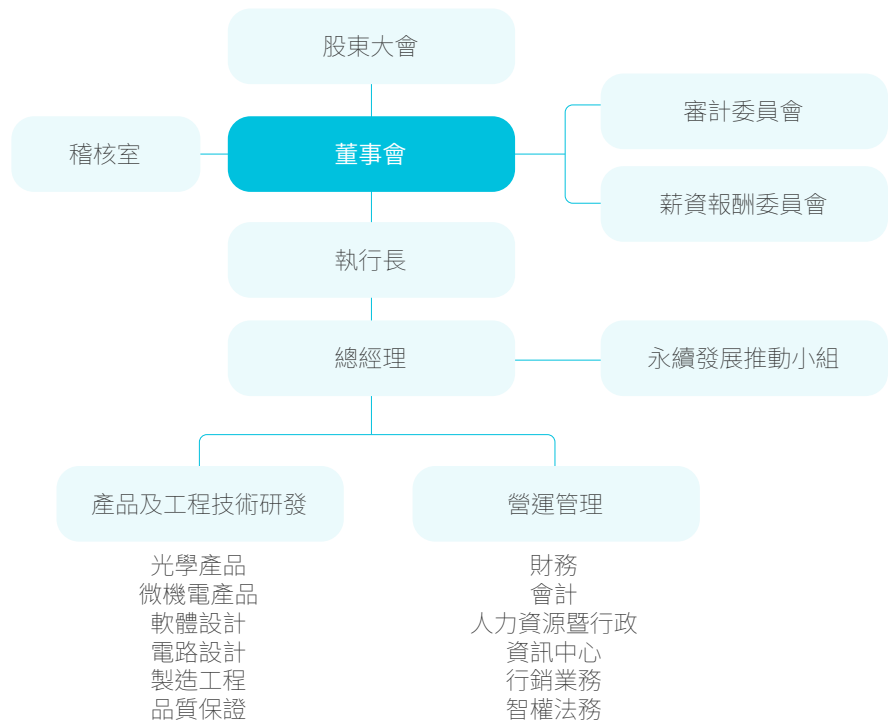 股東大會
稽核室
董事會
審計委員會
薪資報酬委員會
執行長
總經理
永續發展推動小組
產品及工程技術研發
光學產品
微機電產品
軟體設計
電路設計
製造工程
品質保證
營運管理
財務
會計
人力資源暨行政
資訊中心
行銷業務
智權法務